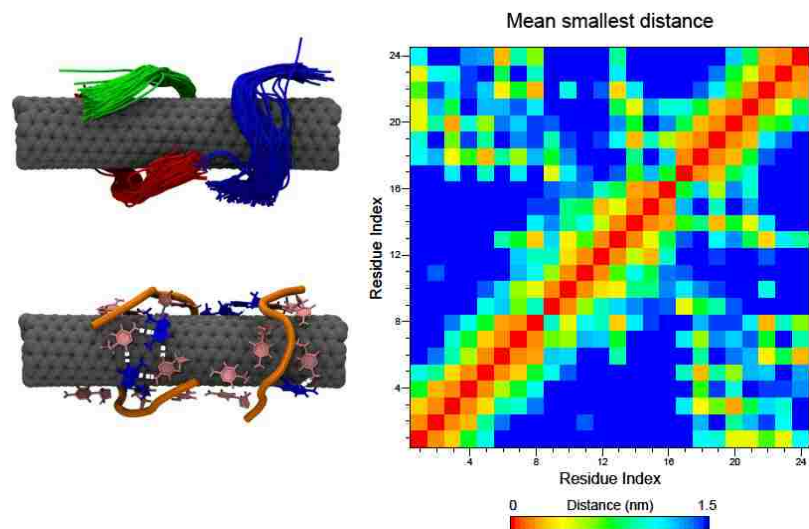 Mean smallest distance
24
20
16
12
8
4
Residue Index
4 8 12 16 20 24
Residue Index
0 Distance (nm) 1.5